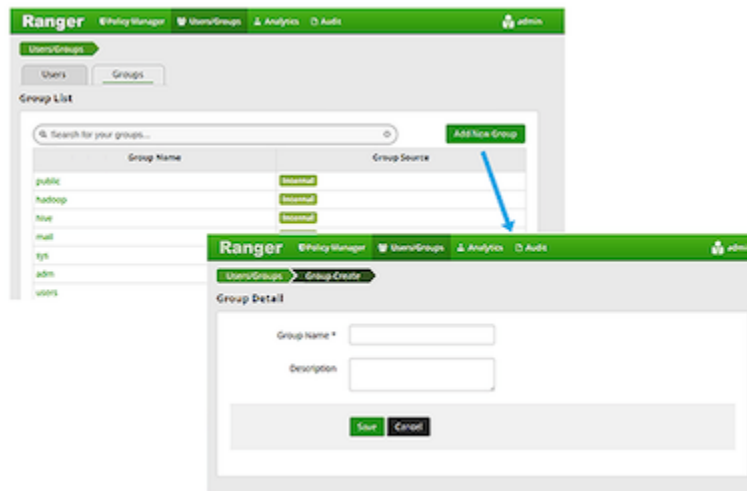 Ranger Policy Manager Users/Groups Analytics Audit admin
Users/Groups
Users Groups
Group List
Search for your groups... Add New Group
Group Name Group Source
public Internal
hadoop Internal
hive Internal
mail
sys
adm
users
Ranger Policy Manager Users/Groups Analytics Audit admi
Users/Groups Group Create
Group Detail
Group Name *
Description
Save Cancel